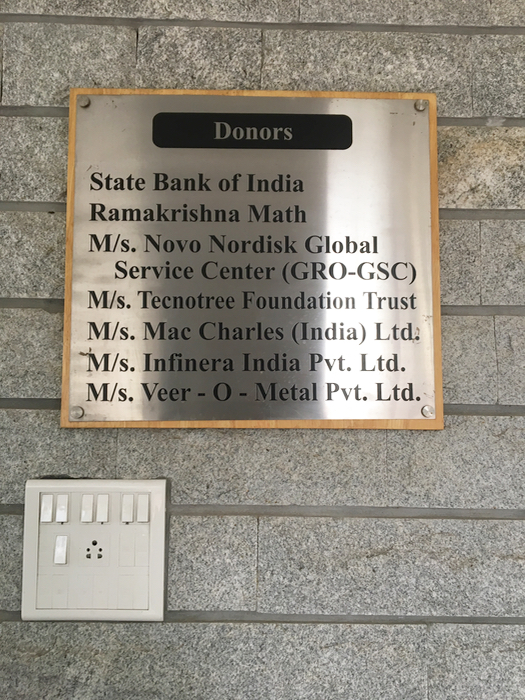 Donors
State Bank of India
Ramakrishna Math
M/s. Novo Nordisk Global
Service Center (GRO-GSC)
M/s. Tecnotree Foundation Trust
M/s. Mac Charles (India) Ltd.
M/s. Infinera India Pvt. Ltd.
M/s. Veer - O - Metal Pvt. Ltd.